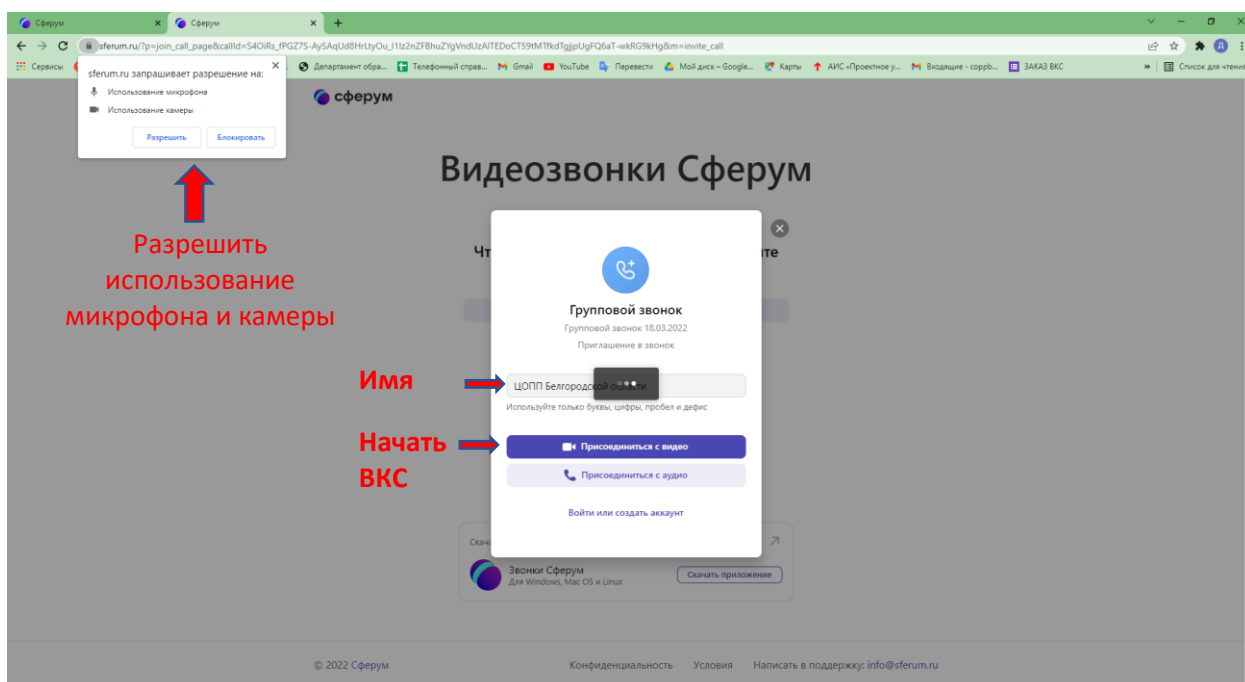 Сферум
Сферум
sferum.ru/?p=join_call_page&callId=
&m=invite_call
Сервисы
Департамент обра...
Телефонный справ...
Gmail
YouTube
Перевести
Мой диск – Google...
Карты
АИС «Проектное у...
Входящие - coppb...
ЗАКАЗ ВКС
»
Список для чтения
sferum.ru запрашивает разрешение на:
Использование микрофона
Использование камеры
Разрешить
Блокировать
сферум
Видеозвонки Сферум
Разрешить
использование
микрофона и камеры
Групповой звонок
Групповой звонок 18.03.2022
Приглашение в звонок
Имя
ЦОПП Белгородской области
Используйте только буквы, цифры, пробел и дефис
Начать
ВКС
Присоединиться с видео
Присоединиться с аудио
Войти или создать аккаунт
Звонки Сферум
Для Windows, Mac OS и Linux
Скачать приложение
© 2022 Сферум
Конфиденциальность
Условия
Написать в поддержку: info@sferum.ru